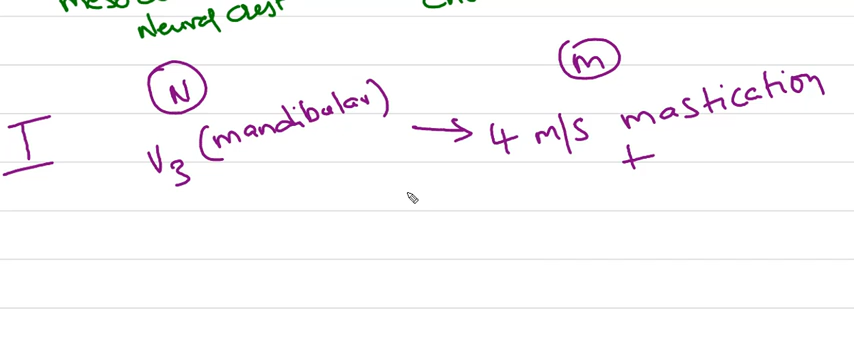 Neural Crest
N m
I V3 (mandibular) → 4 m/s mastication
+